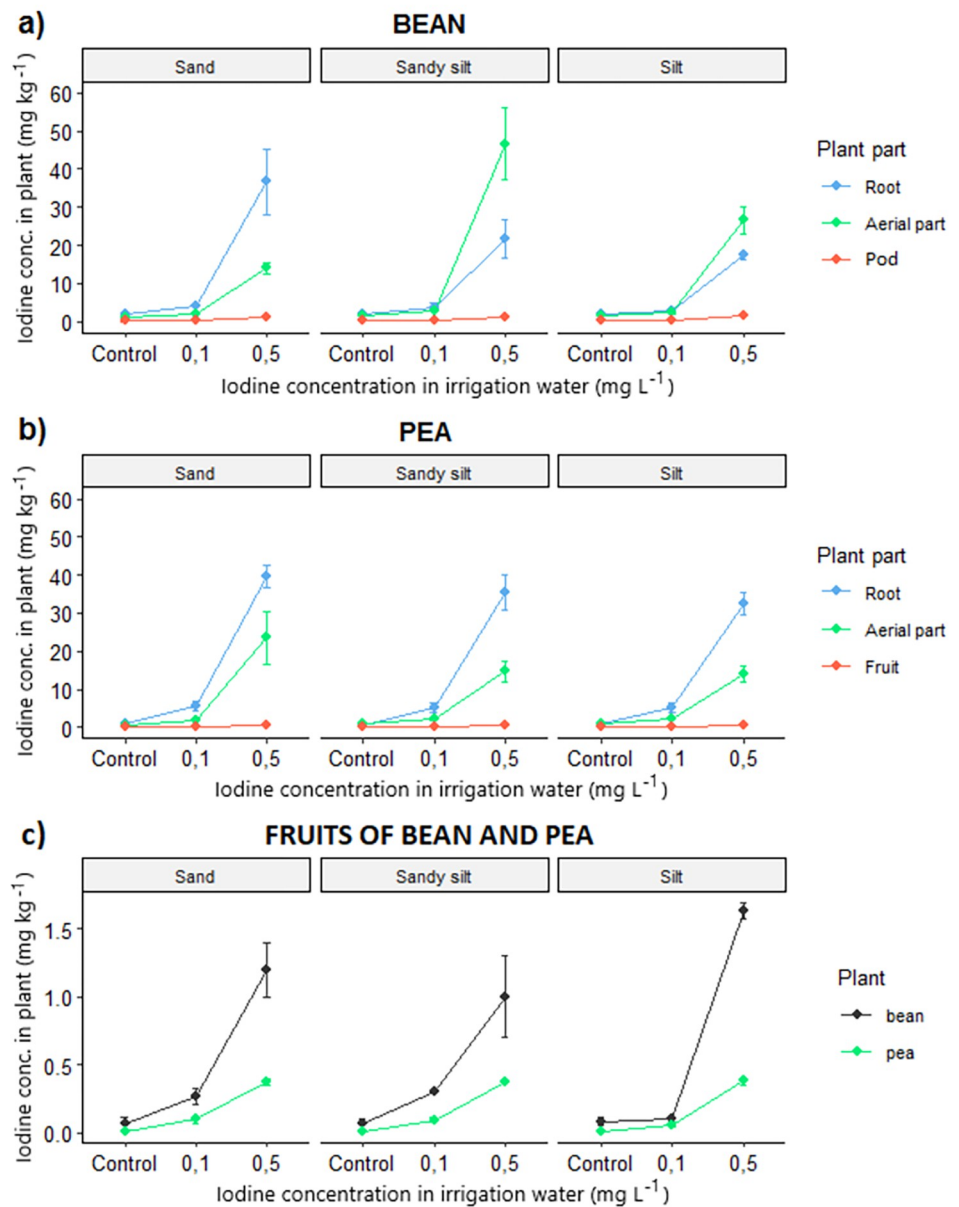 a)
BEAN
Sand
Sandy silt
Silt
Iodine conc. in plant (mg kg⁻¹)
60
50
40
30
20
10
0
Control 0,1 0,5 Control 0,1 0,5 Control 0,1 0,5
Iodine concentration in irrigation water (mg L⁻¹)
Plant part
Root
Aerial part
Pod
b)
PEA
Sand
Sandy silt
Silt
Iodine conc. in plant (mg kg⁻¹)
60
50
40
30
20
10
0
Control 0,1 0,5 Control 0,1 0,5 Control 0,1 0,5
Iodine concentration in irrigation water (mg L⁻¹)
Plant part
Root
Aerial part
Fruit
c)
FRUITS OF BEAN AND PEA
Sand
Sandy silt
Silt
Iodine conc. in plant (mg kg⁻¹)
1.5
1.0
0.5
0.0
Control 0,1 0,5 Control 0,1 0,5 Control 0,1 0,5
Iodine concentration in irrigation water (mg L⁻¹)
Plant
bean
pea